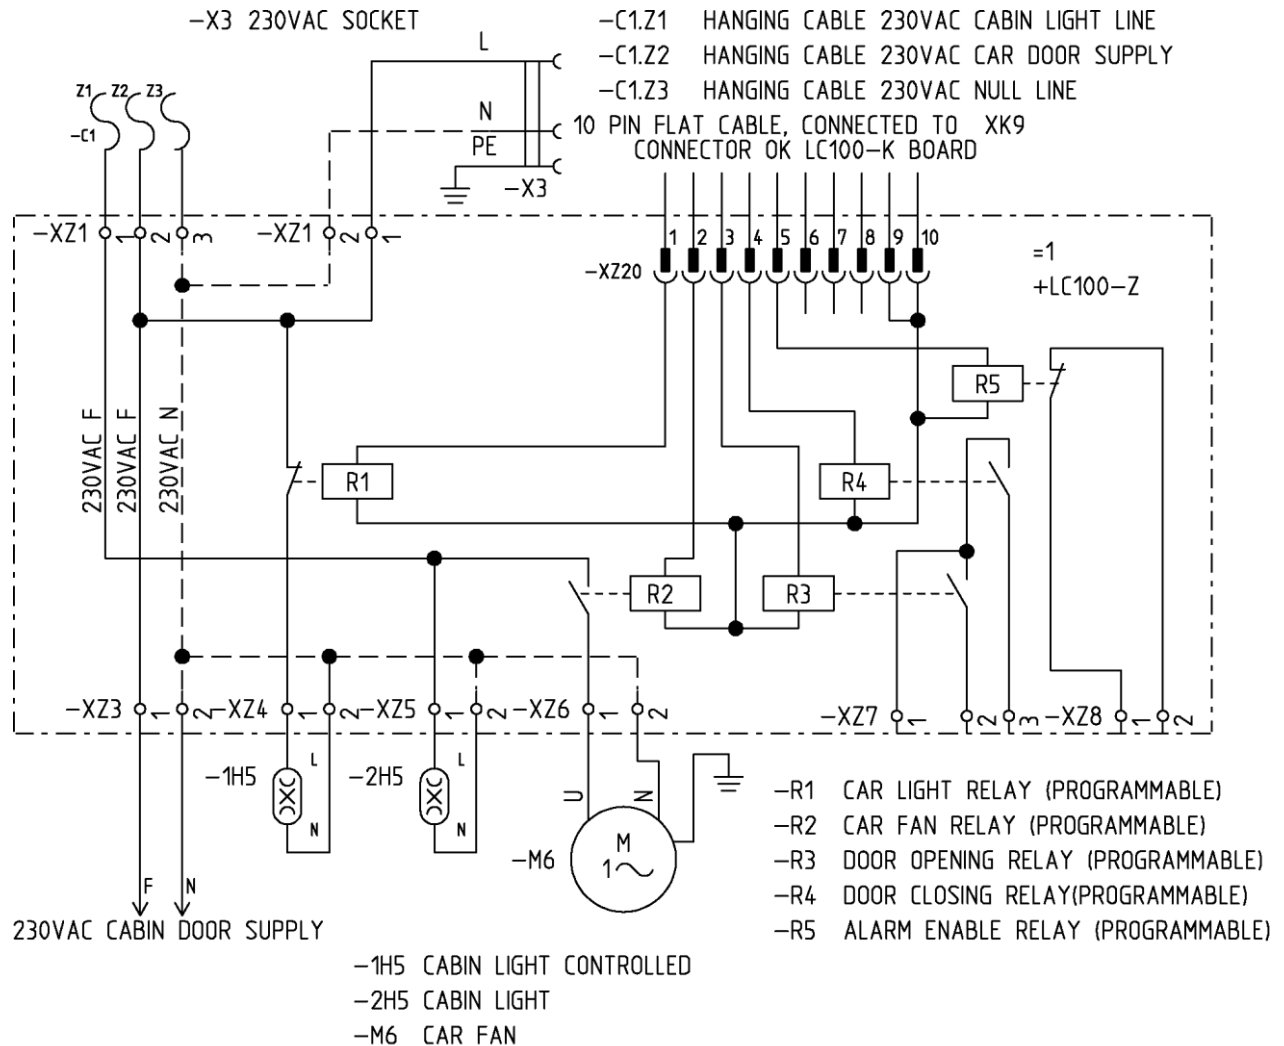 -X3 230VAC SOCKET
-C1.Z1 HANGING CABLE 230VAC CABIN LIGHT LINE
-C1.Z2 HANGING CABLE 230VAC CAR DOOR SUPPLY
-C1.Z3 HANGING CABLE 230VAC NULL LINE
10 PIN FLAT CABLE, CONNECTED TO XK9
CONNECTOR OK LC100-K BOARD
L
N
PE
-X3
Z1 Z2 Z3
-C1
-XZ1 1 2 3
-XZ1 2 1
1 2 3 4 5 6 7 8 9 10
-XZ20
=1
+LC100-Z
230VAC F
230VAC F
230VAC N
R5
R1
R4
R2
R3
-XZ3 1 2
-XZ4 1 2
-XZ5 1 2
-XZ6 1 2
-XZ7 1 2 3
-XZ8 1 2
-1H5 L N
-2H5 L N
U N
-M6
M
1~
F N
230VAC CABIN DOOR SUPPLY
-R1 CAR LIGHT RELAY (PROGRAMMABLE)
-R2 CAR FAN RELAY (PROGRAMMABLE)
-R3 DOOR OPENING RELAY (PROGRAMMABLE)
-R4 DOOR CLOSING RELAY(PROGRAMMABLE)
-R5 ALARM ENABLE RELAY (PROGRAMMABLE)
-1H5 CABIN LIGHT CONTROLLED
-2H5 CABIN LIGHT
-M6 CAR FAN